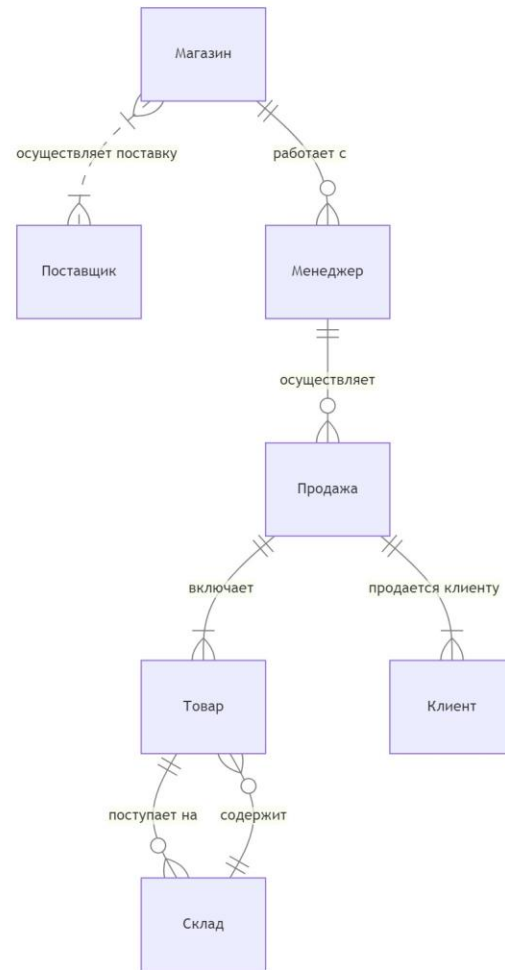 Магазин
осуществляет поставку
работает с
Поставщик
Менеджер
осуществляет
Продажа
включает
продается клиенту
Товар
Клиент
поступает на
содержит
Склад